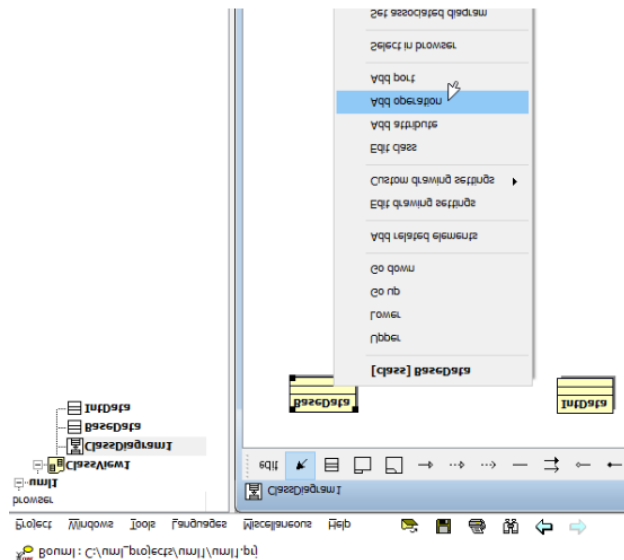 Bouml : C:/uml_projects/uml1/uml1.prj
Project Windows Tools Languages Miscellaneous Help
browser
uml1
ClassView1
ClassDiagram1
BaseData
IntData
ClassDiagram1
edit
BaseData
IntData
[class] BaseData
Upper
Lower
Go up
Go down
Add related elements
Edit drawing settings
Custom drawing settings
Edit class
Add attribute
Add operation
Add port
Select in browser
Set associated diagram